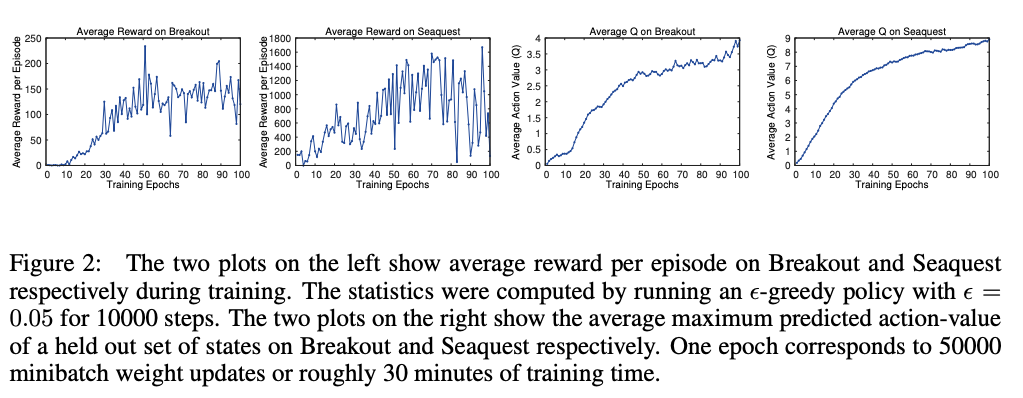 Average Reward on Breakout
Average Reward per Episode
250
200
150
100
50
0
0 10 20 30 40 50 60 70 80 90 100
Training Epochs
Average Reward on Seaquest
Average Reward per Episode
1800
1600
1400
1200
1000
800
600
400
200
0
0 10 20 30 40 50 60 70 80 90 100
Training Epochs
Average Q on Breakout
Average Action Value (Q)
4
3.5
3
2.5
2
1.5
1
0.5
0
0 10 20 30 40 50 60 70 80 90 100
Training Epochs
Average Q on Seaquest
Average Action Value (Q)
9
8
7
6
5
4
3
2
1
0
0 10 20 30 40 50 60 70 80 90 100
Training Epochs
Figure 2: The two plots on the left show average reward per episode on Breakout and Seaquest
respectively during training. The statistics were computed by running an ϵ-greedy policy with ϵ =
0.05 for 10000 steps. The two plots on the right show the average maximum predicted action-value
of a held out set of states on Breakout and Seaquest respectively. One epoch corresponds to 50000
minibatch weight updates or roughly 30 minutes of training time.